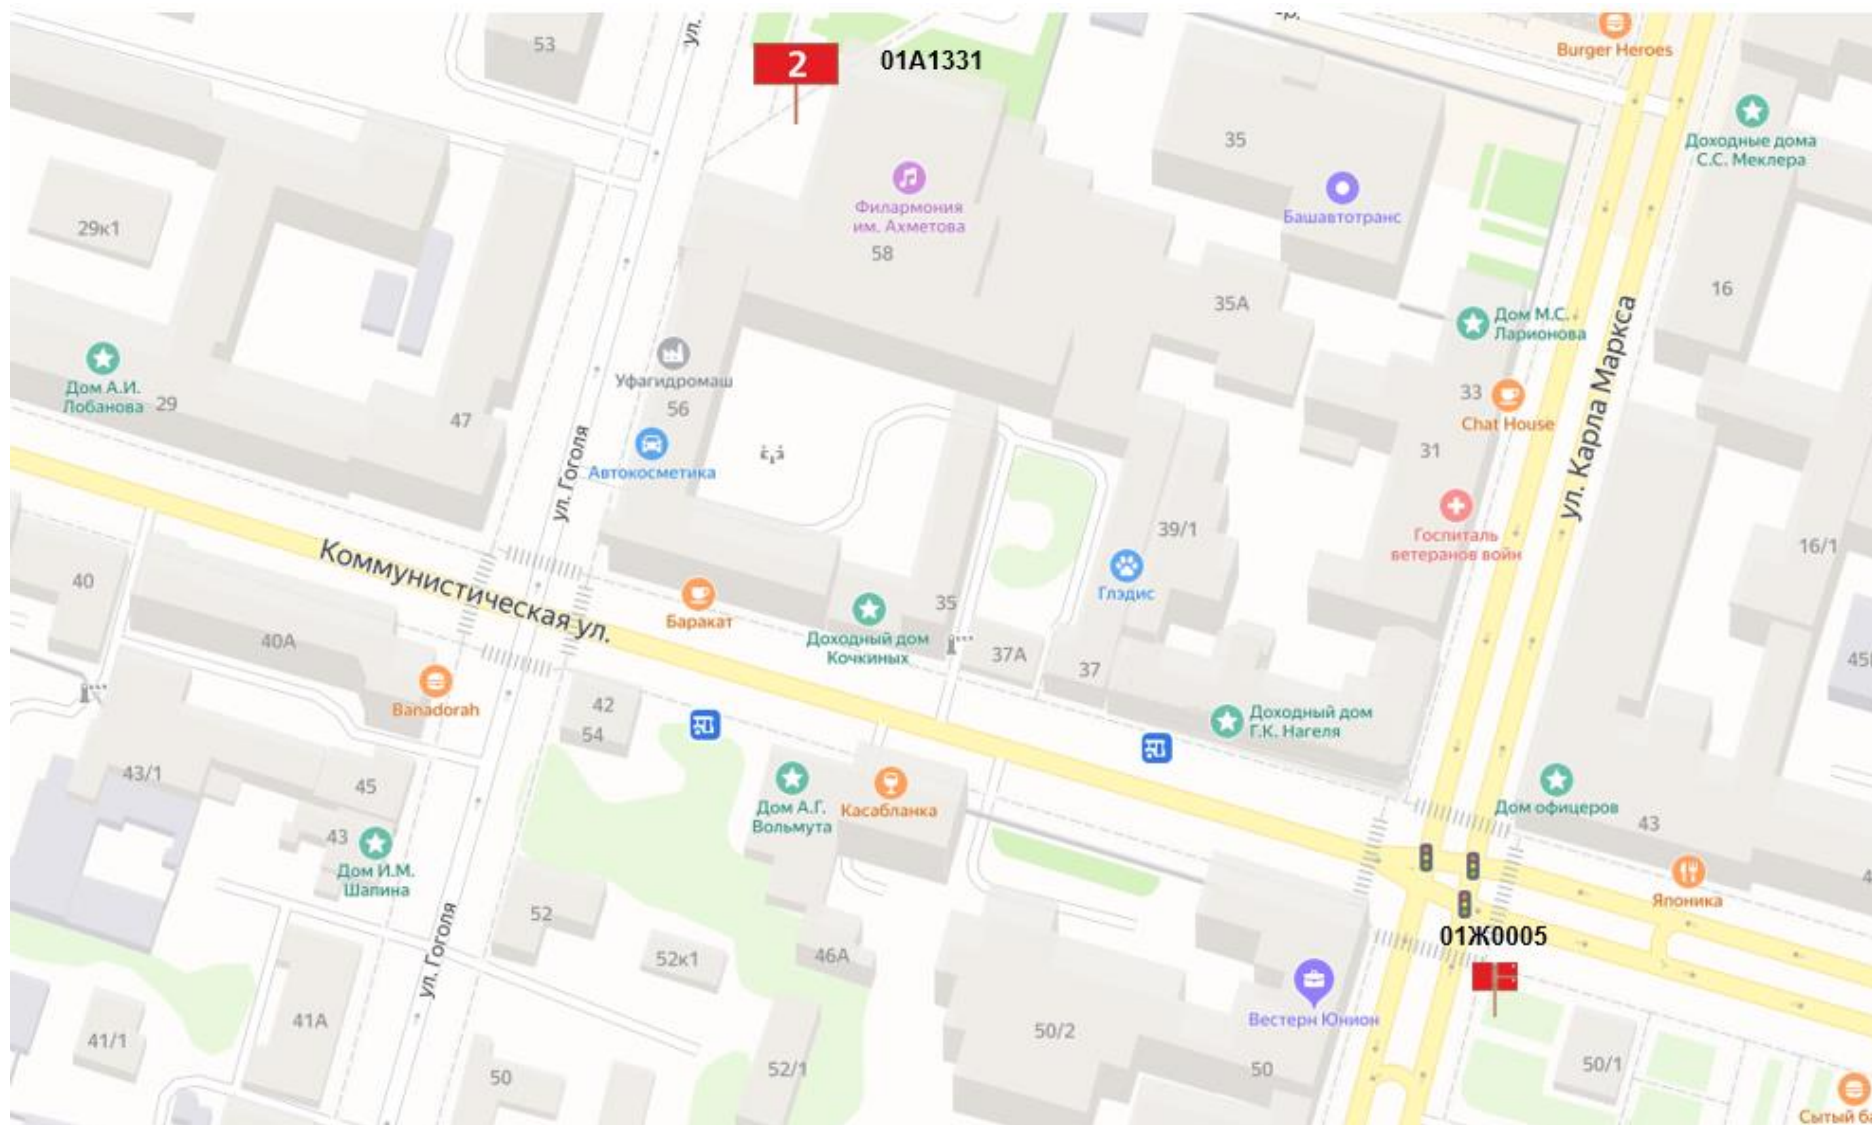 ул.
53
2
01А1331
Burger Heroes
35
Доходные дома
С.С. Меклера
Филармония
им. Ахметова
58
Башавтотранс
29к1
16
35А
Дом М.С.
Ларионова
Уфагидромаш
56
Дом А.И.
Лобанова
29
47
33
Chat House
ул. Карла Маркса
31
Автокосметика
ул. Гоголя
Госпиталь
ветеранов войн
39/1
16/1
Коммунистическая ул.
40
Глэдис
Баракат
35
Доходный дом
Кочкиных
40А
37А
37
Banadorah
42
54
Доходный дом
Г.К. Нагеля
43/1
45
Дом А.Г.
Вольмута
Касабланка
Дом офицеров
43
43
Дом И.М.
Шапина
Японика
52
ул. Гоголя
52к1
46А
01Ж0005
41А
41/1
Вестерн Юнион
50/2
50
50/1
50
52/1